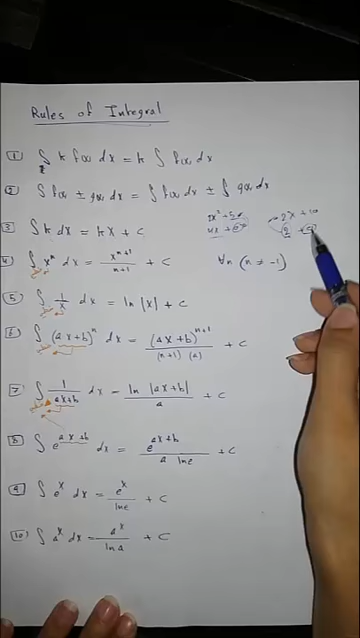 Rules of Integral
1 ∫ k f(x) dx = k ∫ f(x) dx
2 ∫ f(x) ± g(x) dx = ∫ f(x) dx ± ∫ g(x) dx
3 ∫ k dx = kx + c
4 ∫ xⁿ dx = xⁿ⁺¹/(n+1) + c ∀n (n ≠ -1)
5 ∫ 1/x dx = ln |x| + c
6 ∫ (ax+b)ⁿ dx = (ax+b)ⁿ⁺¹/((n+1) (a)) + c
7 ∫ 1/(ax+b) dx = ln |ax+b|/a + c
8 ∫ e^(ax+b) dx = e^(ax+b)/(a lne) + c
9 ∫ eˣ dx = eˣ/lne + c
10 ∫ aˣ dx = aˣ/ln a + c